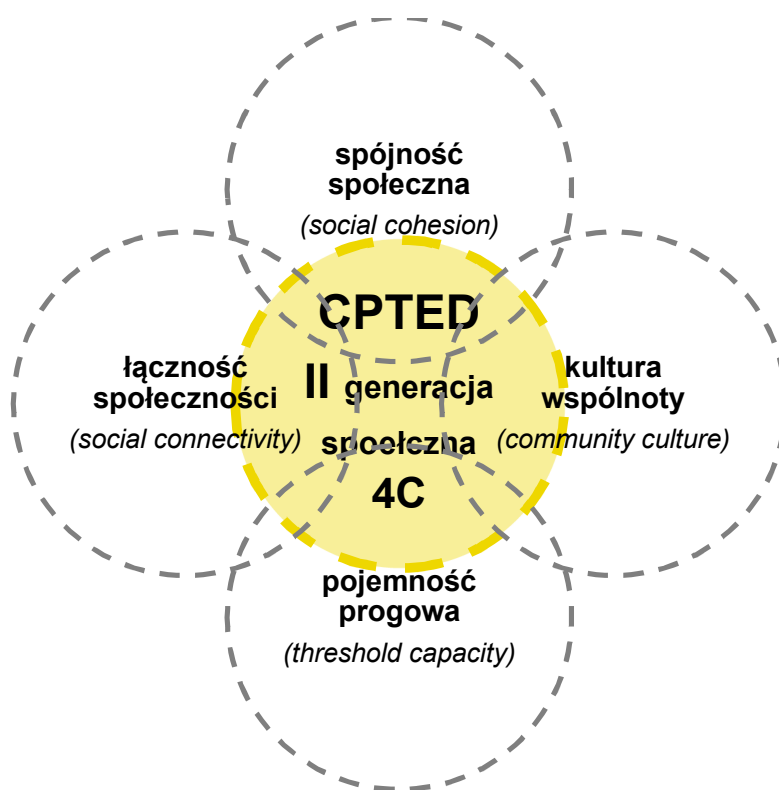 spójność
społeczna
(social cohesion)
CPTED
łączność
społeczności
(social connectivity)
II generacja
społeczna
4C
kultura
wspólnoty
(community culture)
pojemność
progowa
(threshold capacity)